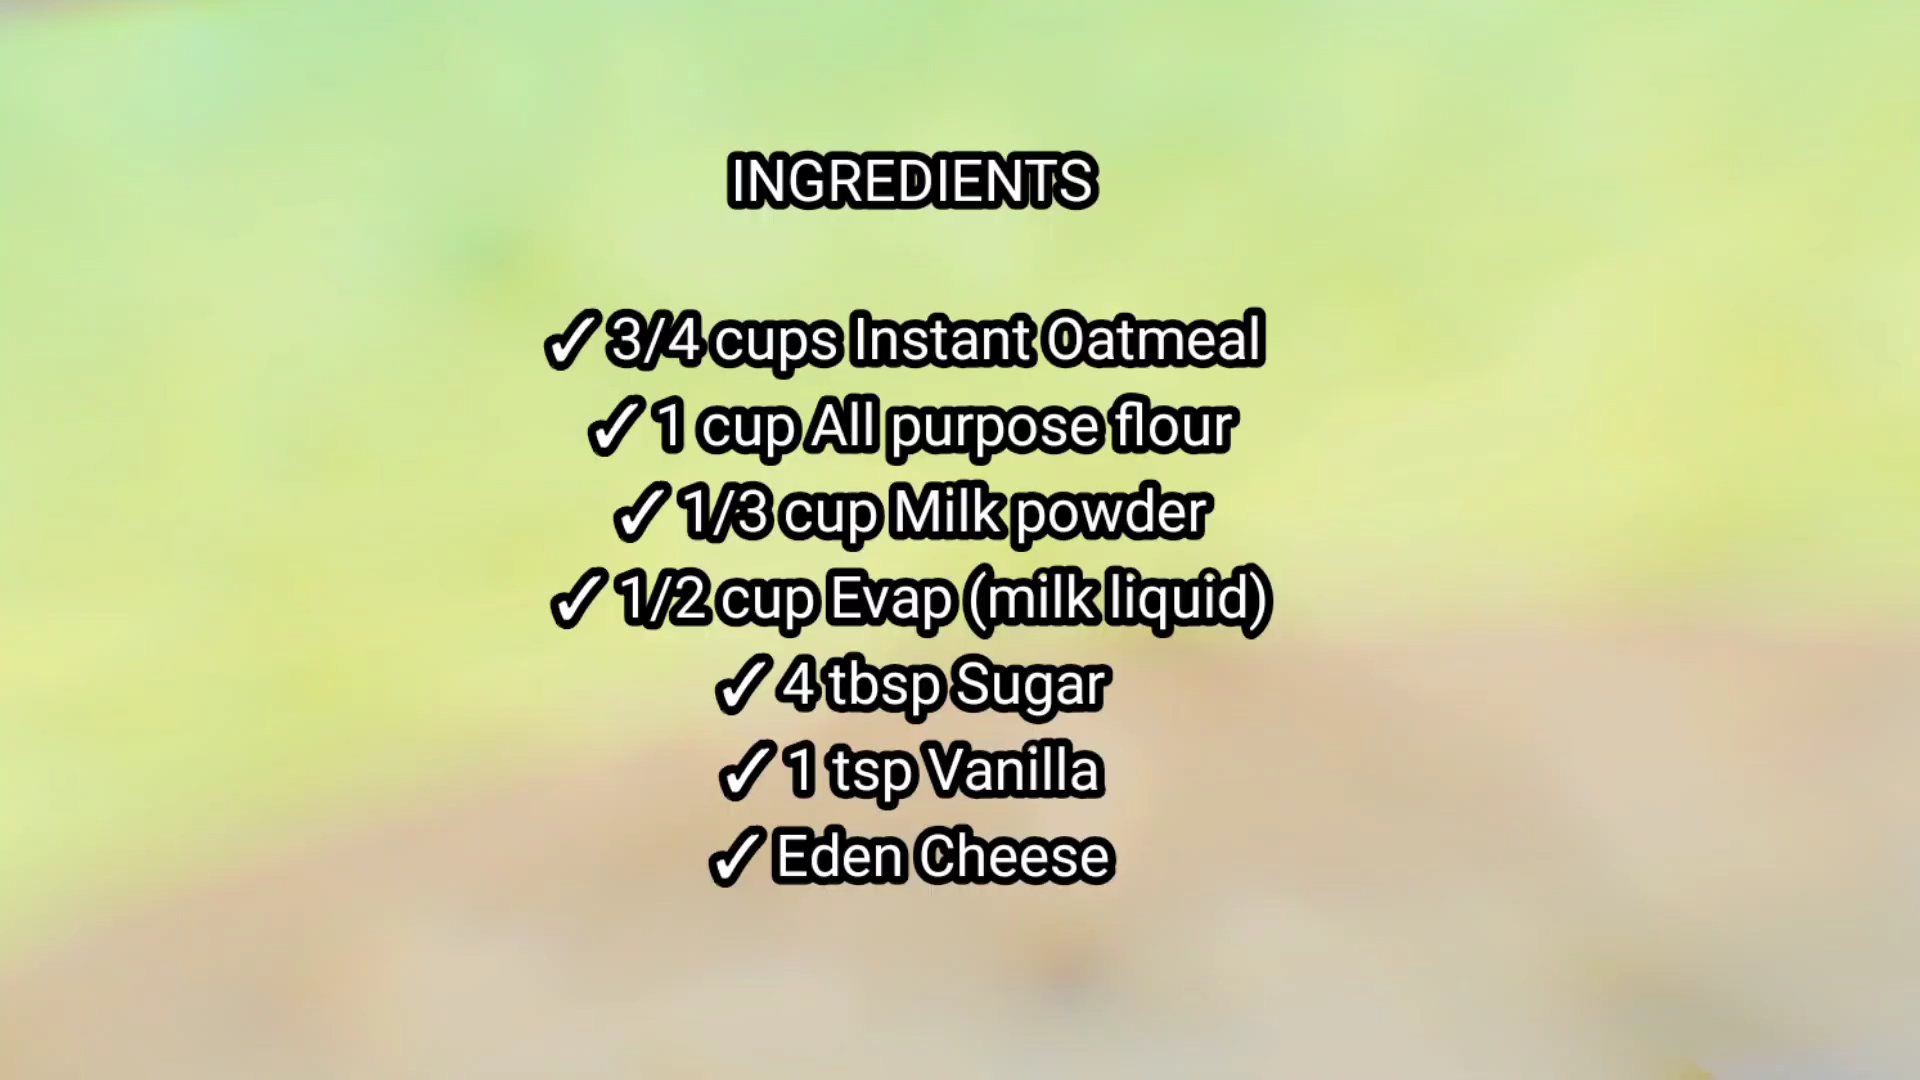 INGREDIENTS
✓ 3/4 cups Instant Oatmeal
✓ 1 cup All purpose flour
✓ 1/3 cup Milk powder
✓ 1/2 cup Evap (milk liquid)
✓ 4 tbsp Sugar
✓ 1 tsp Vanilla
✓ Eden Cheese